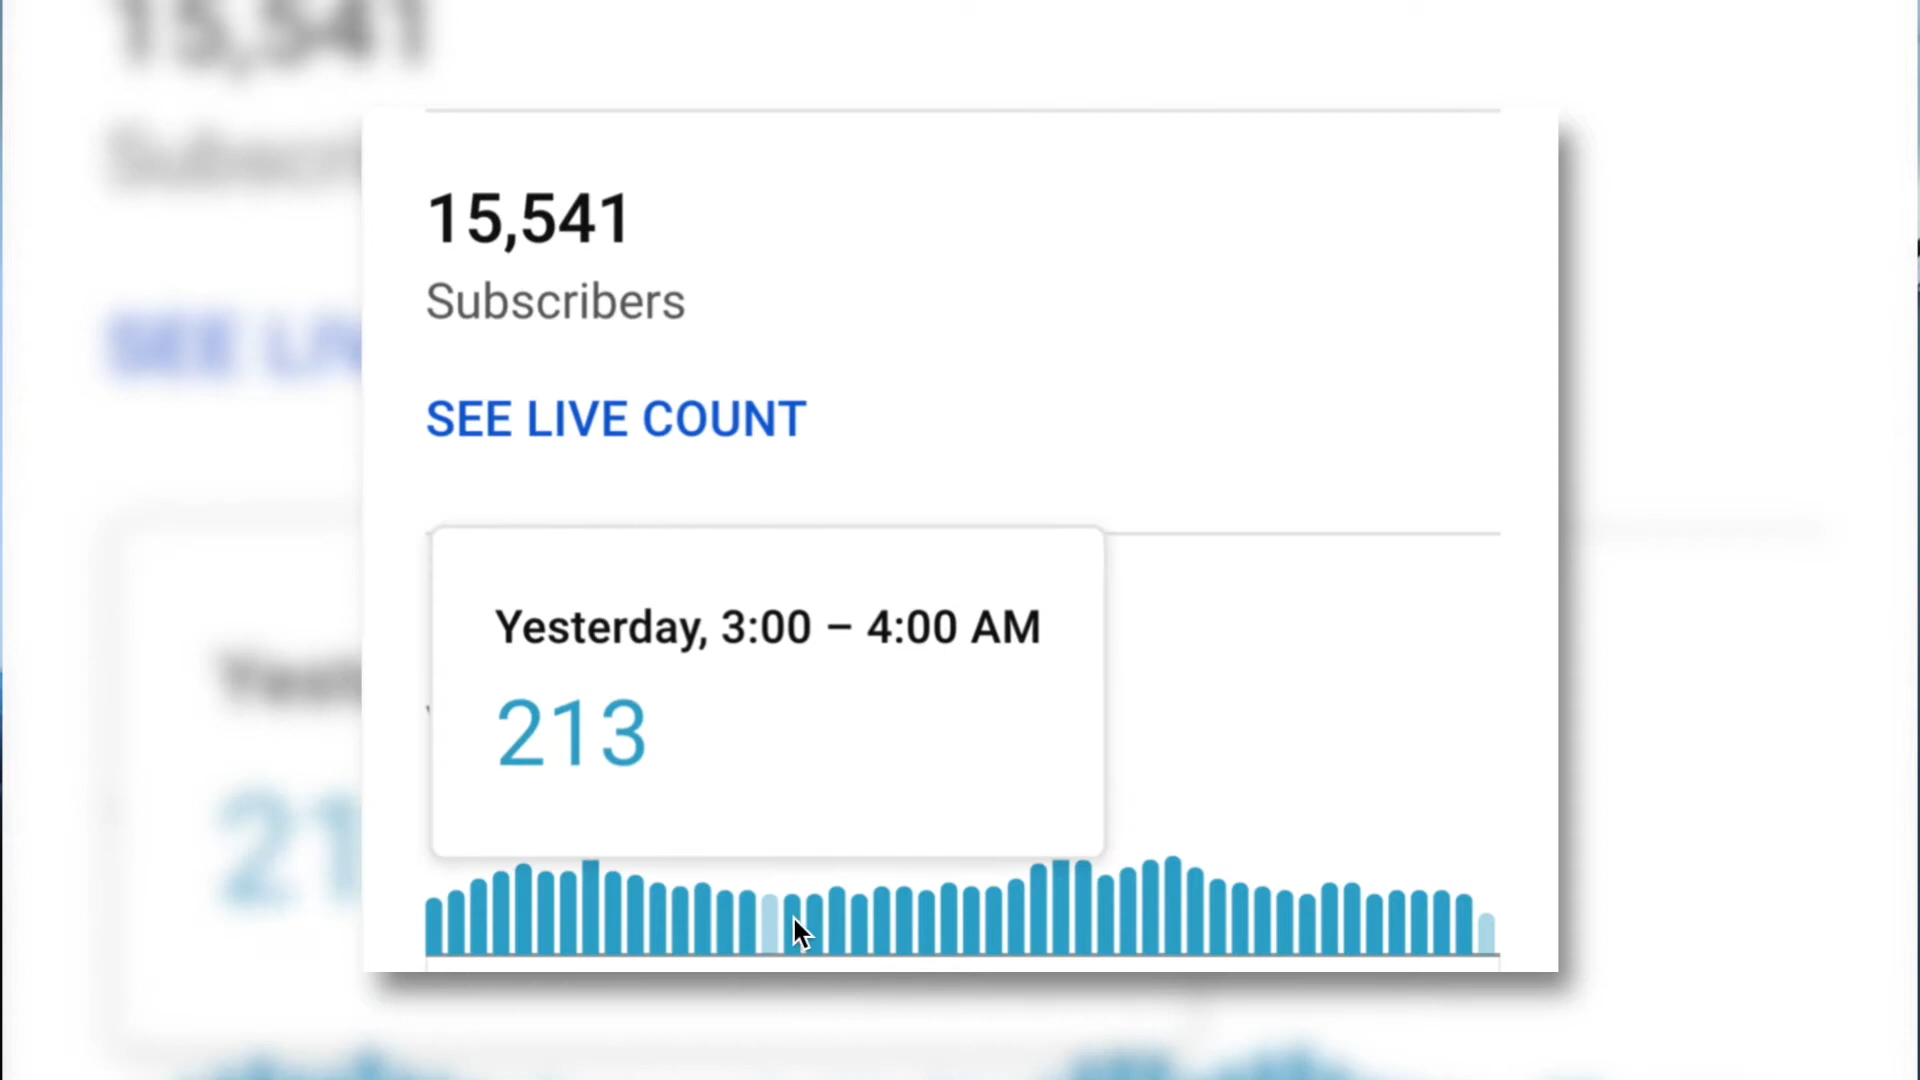 15,541
Subscribers
SEE LIVE COUNT
Yesterday, 3:00 – 4:00 AM
213